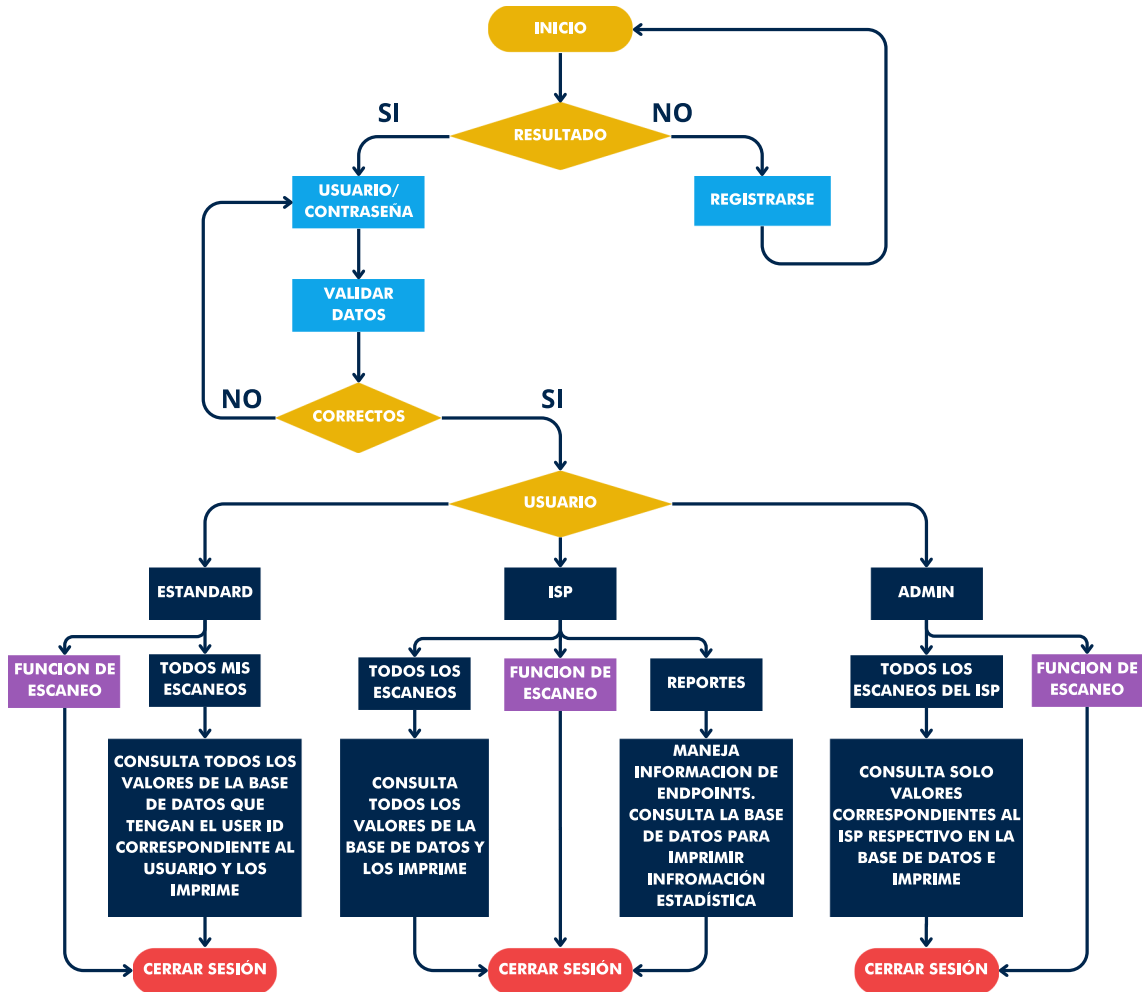 INICIO
SI
NO
RESULTADO
USUARIO/
CONTRASEÑA
REGISTRARSE
VALIDAR
DATOS
NO
SI
CORRECTOS
USUARIO
ESTANDARD
ISP
ADMIN
FUNCION DE
ESCANEO
TODOS MIS
ESCANEOS
TODOS LOS
ESCANEOS
FUNCION DE
ESCANEO
REPORTES
TODOS LOS
ESCANEOS DEL ISP
FUNCION DE
ESCANEO
CONSULTA TODOS LOS
VALORES DE LA BASE
DE DATOS QUE
TENGAN EL USER ID
CORRESPONDIENTE AL
USUARIO Y LOS
IMPRIME
CONSULTA
TODOS LOS
VALORES DE LA
BASE DE DATOS Y
LOS IMPRIME
MANEJA
INFORMACION DE
ENDPOINTS.
CONSULTA LA BASE
DE DATOS PARA
IMPRIMIR
INFROMACIÓN
ESTADÍSTICA
CONSULTA SOLO
VALORES
CORRESPONDIENTES AL
ISP RESPECTIVO EN LA
BASE DE DATOS E
IMPRIME
CERRAR SESIÓN
CERRAR SESIÓN
CERRAR SESIÓN